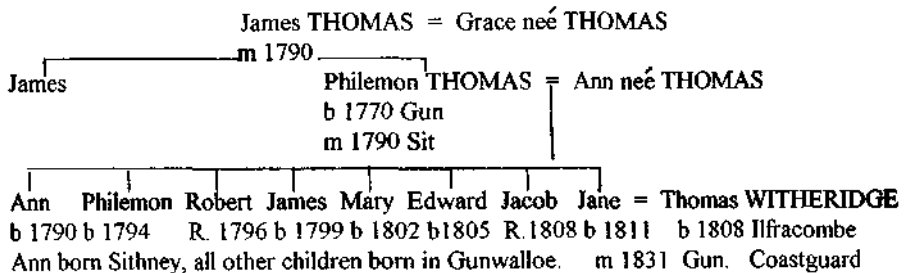 James THOMAS = Grace neé THOMAS
m 1790
James Philemon THOMAS = Ann neé THOMAS
b 1770 Gun
m 1790 Sit
Ann Philemon Robert James Mary Edward Jacob Jane = Thomas WITHERIDGE
b 1790 b 1794 R. 1796 b 1799 b 1802 b1805 R.1808 b 1811 b 1808 Ilfracombe
Ann born Sithney, all other children born in Gunwalloe. m 1831 Gun. Coastguard